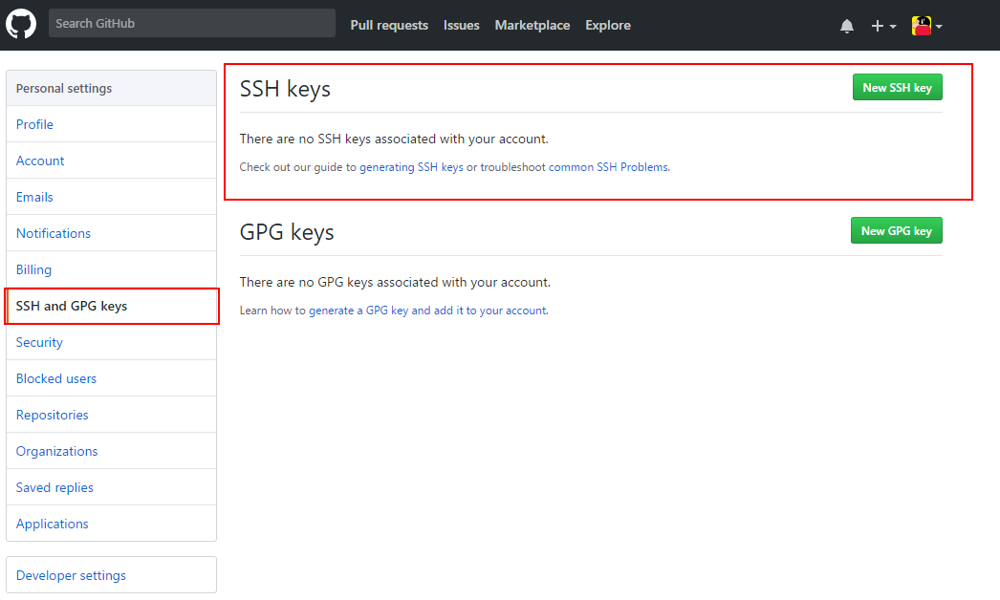 Search GitHub
Pull requests Issues Marketplace Explore
Personal settings
Profile
Account
Emails
Notifications
Billing
SSH and GPG keys
Security
Blocked users
Repositories
Organizations
Saved replies
Applications
Developer settings
SSH keys
New SSH key
There are no SSH keys associated with your account.
Check out our guide to generating SSH keys or troubleshoot common SSH Problems.
GPG keys
New GPG key
There are no GPG keys associated with your account.
Learn how to generate a GPG key and add it to your account.